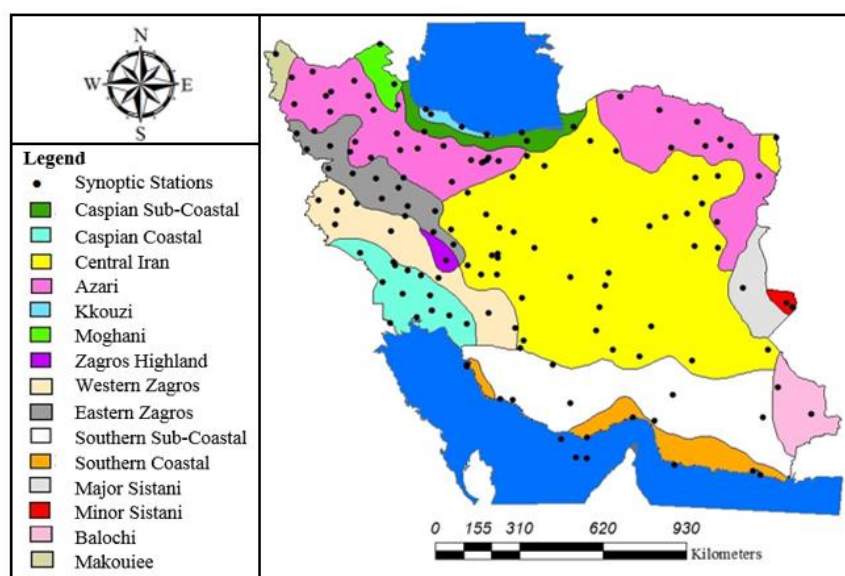 N
W E
S
Legend
Synoptic Stations
Caspian Sub-Coastal
Caspian Coastal
Central Iran
Azari
Kkouzi
Moghani
Zagros Highland
Western Zagros
Eastern Zagros
Southern Sub-Coastal
Southern Coastal
Major Sistani
Minor Sistani
Balochi
Makouiee
0 155 310 620 930
Kilometers